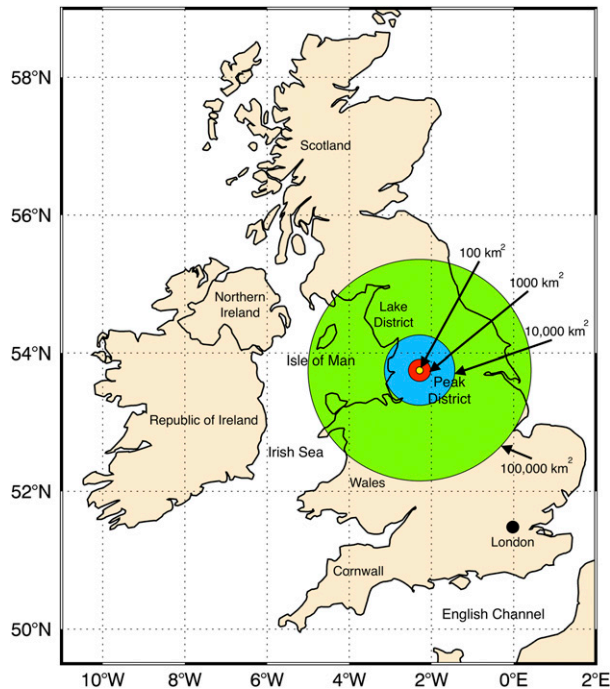 58°N
Scotland
56°N
100 km2
1000 km2
Northern
Ireland
Lake
District
10,000 km2
54°N
Isle of Man
Peak
District
Republic of Ireland
Irish Sea
100,000 km2
Wales
52°N
London
Cornwall
English Channel
50°N
10°W
8°W
6°W
4°W
2°W
0°E
2°E